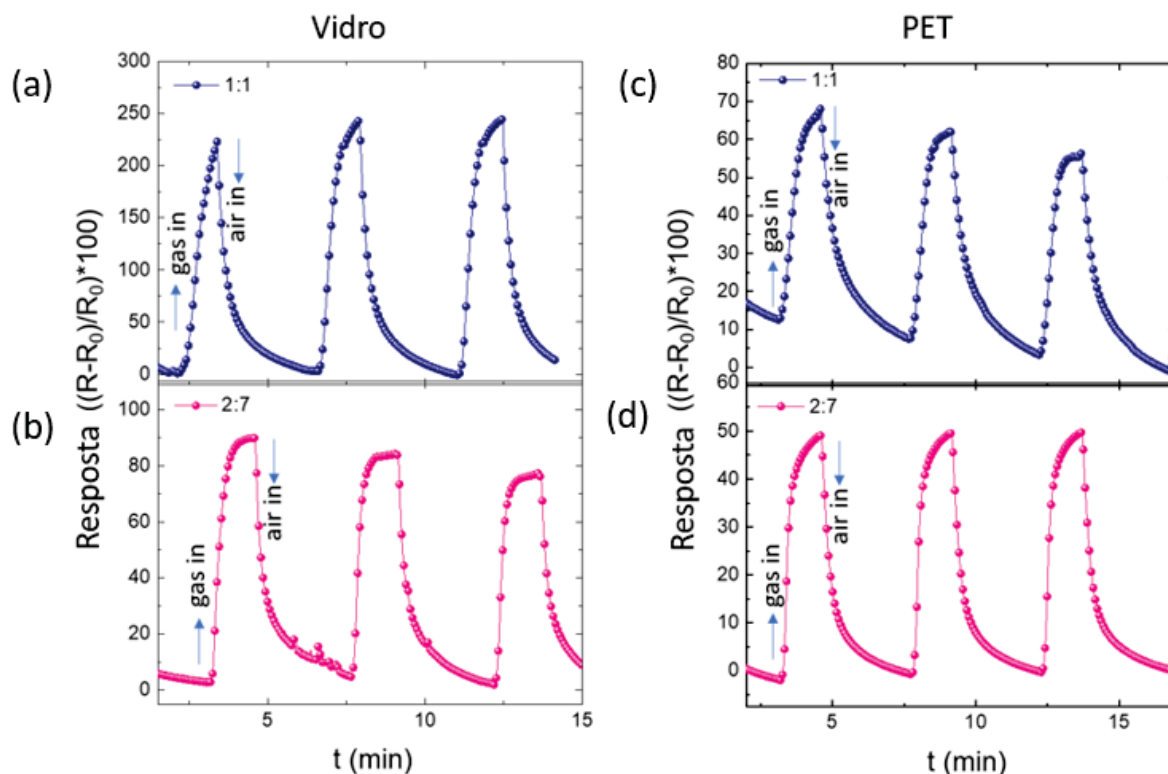 Vidro
PET
(a)
300
250
200
150
100
50
0
1:1
gas in
air in
(c)
80
70
60
50
40
30
20
10
0
1:1
gas in
air in
(b)
100
80
60
40
20
0
2:7
gas in
air in
(d)
60
50
40
30
20
10
0
2:7
gas in
air in
Resposta ((R-R₀)/R₀)*100)
Resposta ((R-R₀)/R₀)*100)
5
10
15
5
10
15
t (min)
t (min)